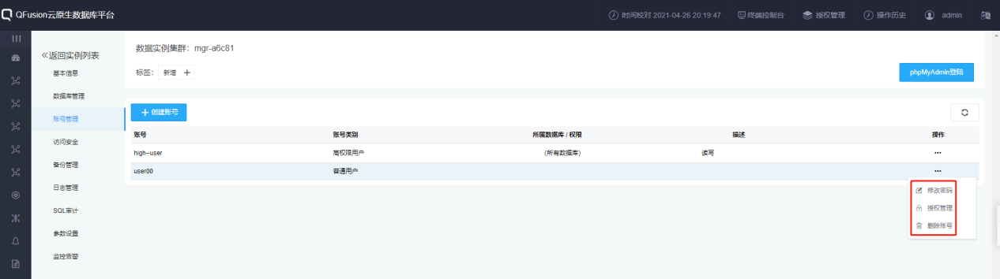 QFusion云原生数据库平台
时间校对 2021-04-26 20:19:47 终端控制台 授权管理 操作历史 admin
返回实例列表
基本信息
数据库管理
账号管理
访问安全
备份管理
日志管理
SQL审计
参数设置
监控告警
数据实例集群：mgr-a6c81
标签： 新增 +
phpMyAdmin登陆
+ 创建账号
账号 账号类别 所属数据库 / 权限 描述 操作
high--user 高权限用户 （所有数据库） 读写 ···
user00 普通用户 ···
修改密码
授权管理
删除账号